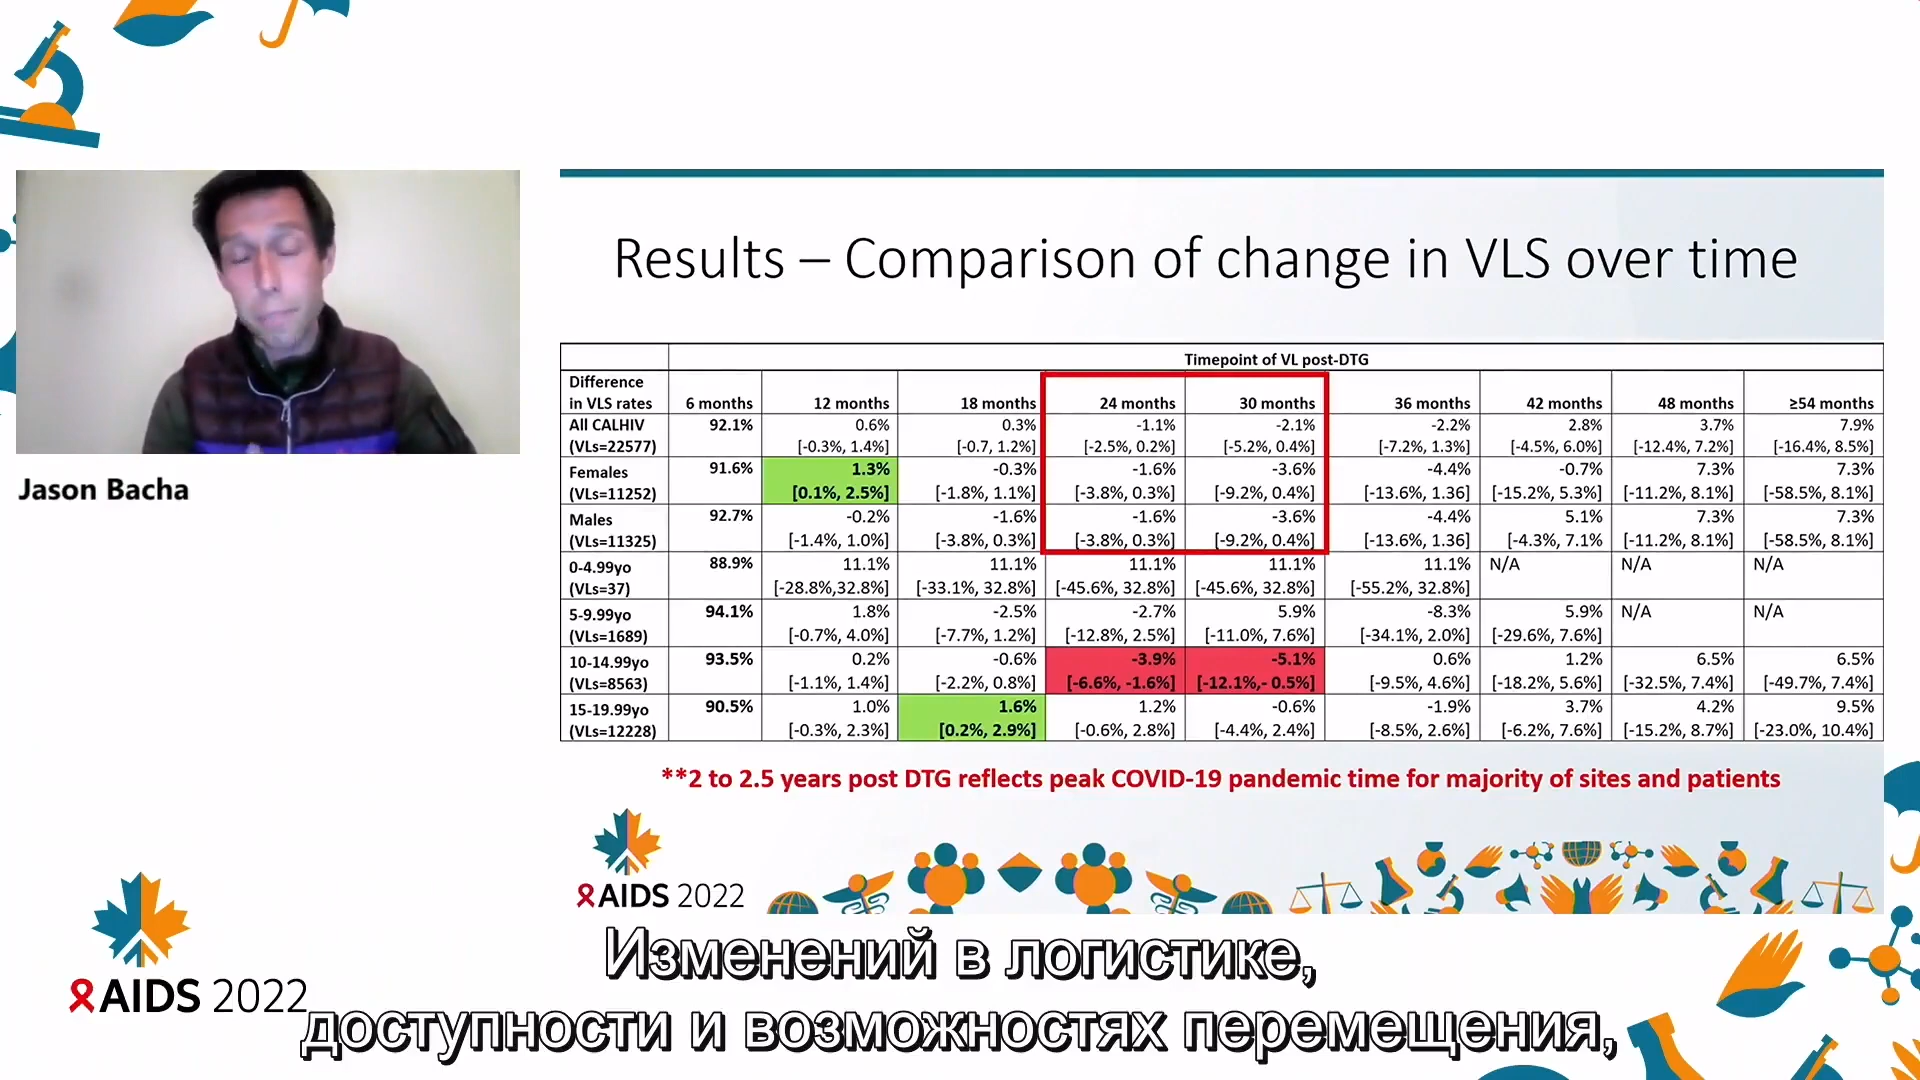 Jason Bacha
Results – Comparison of change in VLS over time
Timepoint of VL post-DTG
Difference in VLS rates 6 months 12 months 18 months 24 months 30 months 36 months 42 months 48 months ≥54 months
All CALHIV 92.1% 0.6% 0.3% -1.1% -2.1% -2.2% 2.8% 3.7% 7.9%
(VLs=22577) [-0.3%, 1.4%] [-0.7, 1.2%] [-2.5%, 0.2%] [-5.2%, 0.4%] [-7.2%, 1.3%] [-4.5%, 6.0%] [-12.4%, 7.2%] [-16.4%, 8.5%]
Females 91.6% 1.3% -0.3% -1.6% -3.6% -4.4% -0.7% 7.3% 7.3%
(VLs=11252) [0.1%, 2.5%] [-1.8%, 1.1%] [-3.8%, 0.3%] [-9.2%, 0.4%] [-13.6%, 1.36] [-15.2%, 5.3%] [-11.2%, 8.1%] [-58.5%, 8.1%]
Males 92.7% -0.2% -1.6% -1.6% -3.6% -4.4% 5.1% 7.3% 7.3%
(VLs=11325) [-1.4%, 1.0%] [-3.8%, 0.3%] [-3.8%, 0.3%] [-9.2%, 0.4%] [-13.6%, 1.36] [-4.3%, 7.1% [-11.2%, 8.1%] [-58.5%, 8.1%]
0-4.99yo 88.9% 11.1% 11.1% 11.1% 11.1% 11.1% N/A N/A N/A
(VLs=37) [-28.8%,32.8%] [-33.1%, 32.8%] [-45.6%, 32.8%] [-45.6%, 32.8%] [-55.2%, 32.8%]
5-9.99yo 94.1% 1.8% -2.5% -2.7% 5.9% -8.3% 5.9% N/A N/A
(VLs=1689) [-0.7%, 4.0%] [-7.7%, 1.2%] [-12.8%, 2.5%] [-11.0%, 7.6%] [-34.1%, 2.0%] [-29.6%, 7.6%]
10-14.99yo 93.5% 0.2% -0.6% -3.9% -5.1% 0.6% 1.2% 6.5% 6.5%
(VLs=8563) [-1.1%, 1.4%] [-2.2%, 0.8%] [-6.6%, -1.6%] [-12.1%,- 0.5%] [-9.5%, 4.6%] [-18.2%, 5.6%] [-32.5%, 7.4%] [-49.7%, 7.4%]
15-19.99yo 90.5% 1.0% 1.6% 1.2% -0.6% -1.9% 3.7% 4.2% 9.5%
(VLs=12228) [-0.3%, 2.3%] [0.2%, 2.9%] [-0.6%, 2.8%] [-4.4%, 2.4%] [-8.5%, 2.6%] [-6.2%, 7.6%] [-15.2%, 8.7%] [-23.0%, 10.4%]
**2 to 2.5 years post DTG reflects peak COVID-19 pandemic time for majority of sites and patients
AIDS 2022
AIDS 2022
Изменений в логистике,
доступности и возможностях перемещения,